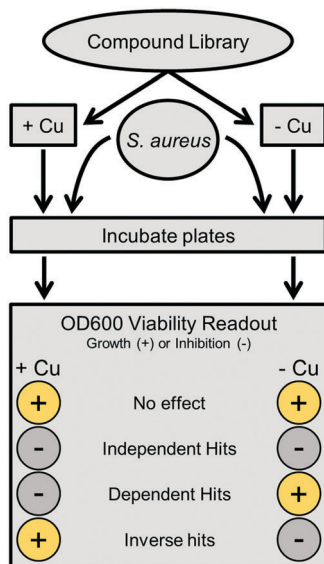 Compound Library
+ Cu
S. aureus
- Cu
Incubate plates
OD600 Viability Readout
Growth (+) or Inhibition (-)
+ Cu - Cu
+ No effect +
- Independent Hits -
- Dependent Hits +
+ Inverse hits -